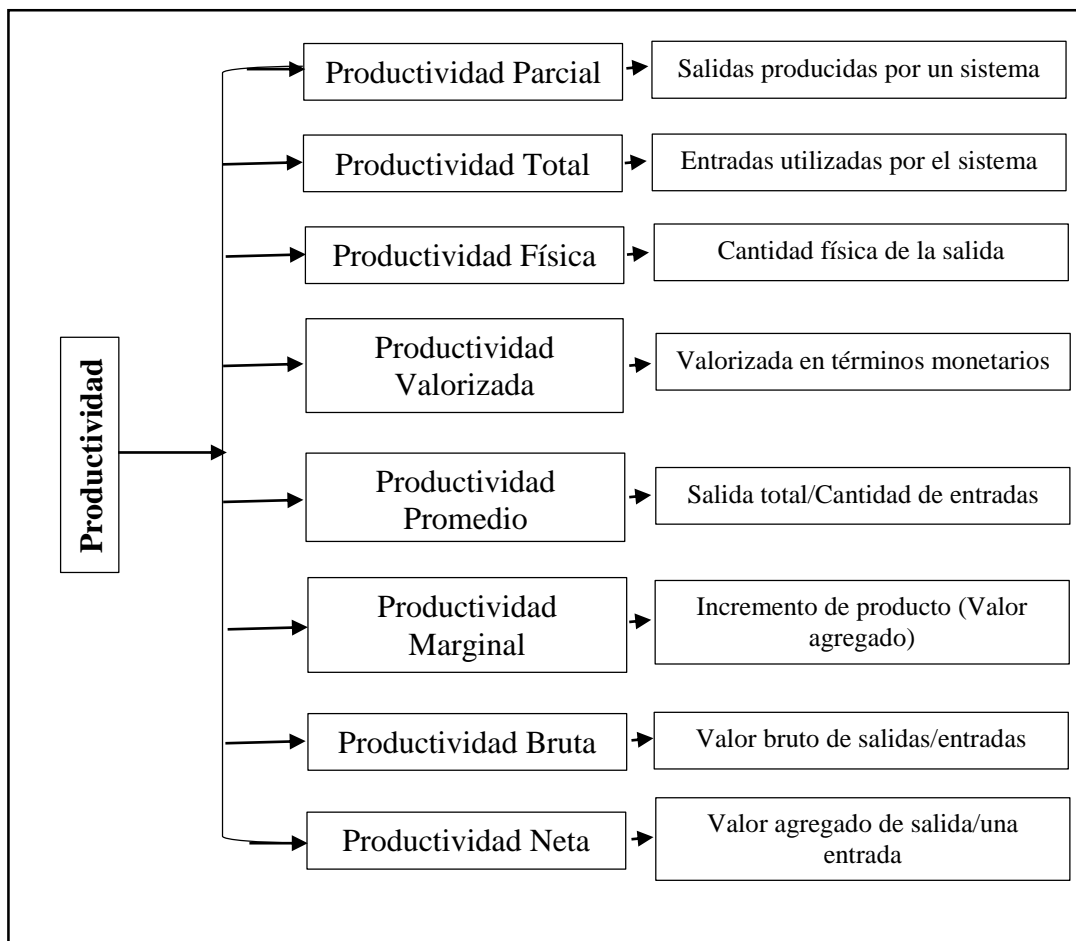 Productividad
Productividad Parcial
Salidas producidas por un sistema
Productividad Total
Entradas utilizadas por el sistema
Productividad Física
Cantidad física de la salida
Productividad
Valorizada
Valorizada en términos monetarios
Productividad
Promedio
Salida total/Cantidad de entradas
Productividad
Marginal
Incremento de producto (Valor
agregado)
Productividad Bruta
Valor bruto de salidas/entradas
Productividad Neta
Valor agregado de salida/una
entrada